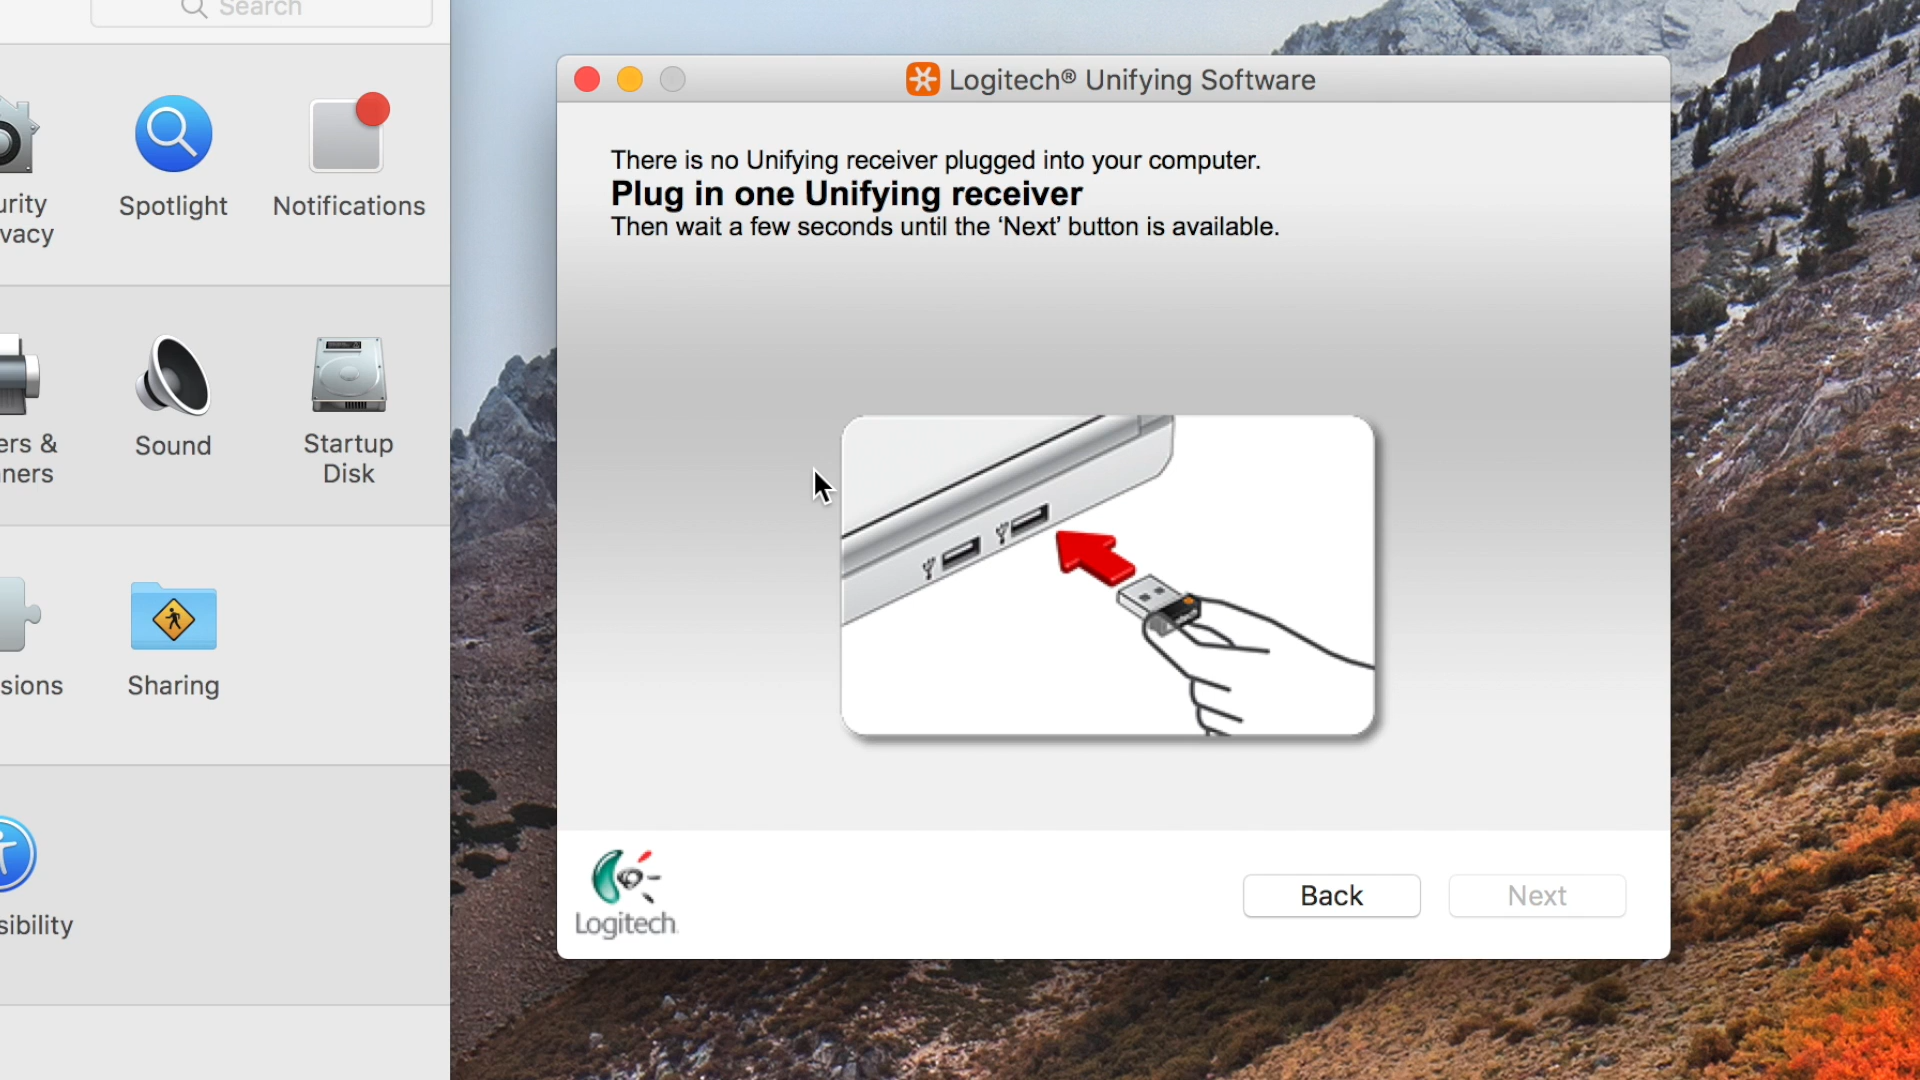 Search
urity
vacy
Spotlight
Notifications
ers &
ners
Sound
Startup
Disk
sions
Sharing
sibility
Logitech® Unifying Software
There is no Unifying receiver plugged into your computer.
Plug in one Unifying receiver
Then wait a few seconds until the ‘Next’ button is available.
Logitech
Back
Next